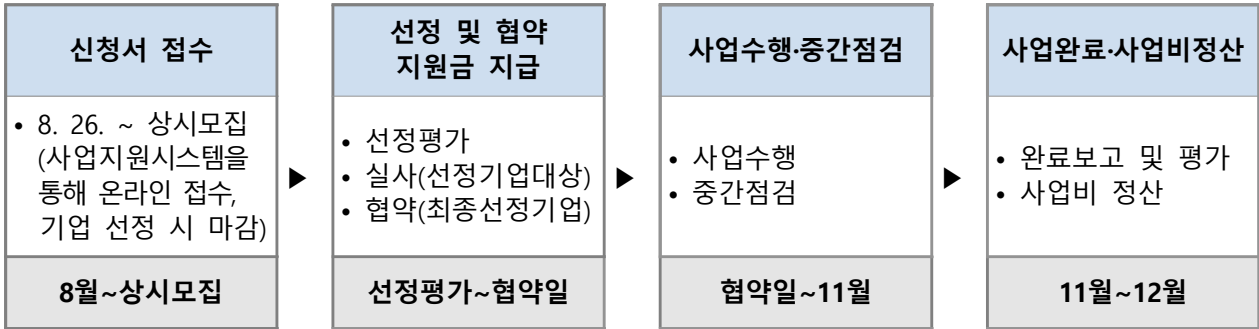 신청서 접수
• 8. 26. ~ 상시모집
(사업지원시스템을
통해 온라인 접수,
기업 선정 시 마감)
8월~상시모집
▶
선정 및 협약
지원금 지급
• 선정평가
• 실사(선정기업대상)
• 협약(최종선정기업)
선정평가~협약일
▶
사업수행·중간점검
• 사업수행
• 중간점검
협약일~11월
▶
사업완료·사업비정산
• 완료보고 및 평가
• 사업비 정산
11월~12월